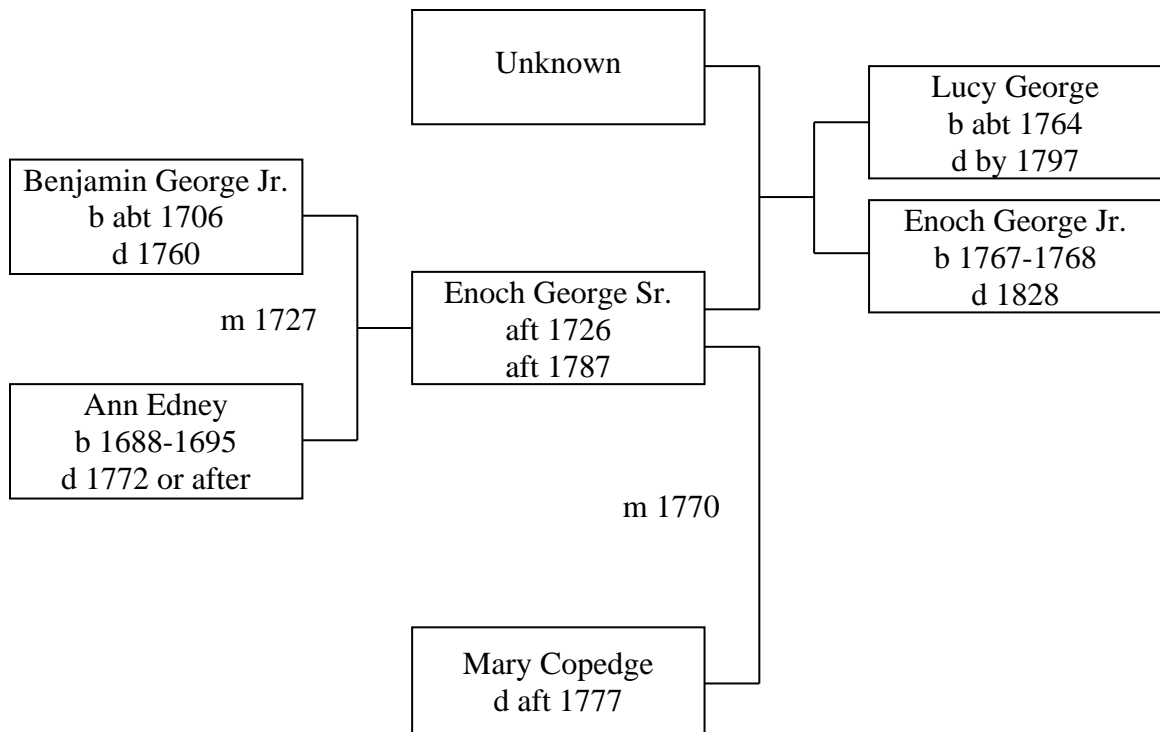 Unknown
Lucy George
b abt 1764
d by 1797
Benjamin George Jr.
b abt 1706
d 1760
Enoch George Jr.
b 1767-1768
d 1828
m 1727
Enoch George Sr.
aft 1726
aft 1787
Ann Edney
b 1688-1695
d 1772 or after
m 1770
Mary Copedge
d aft 1777